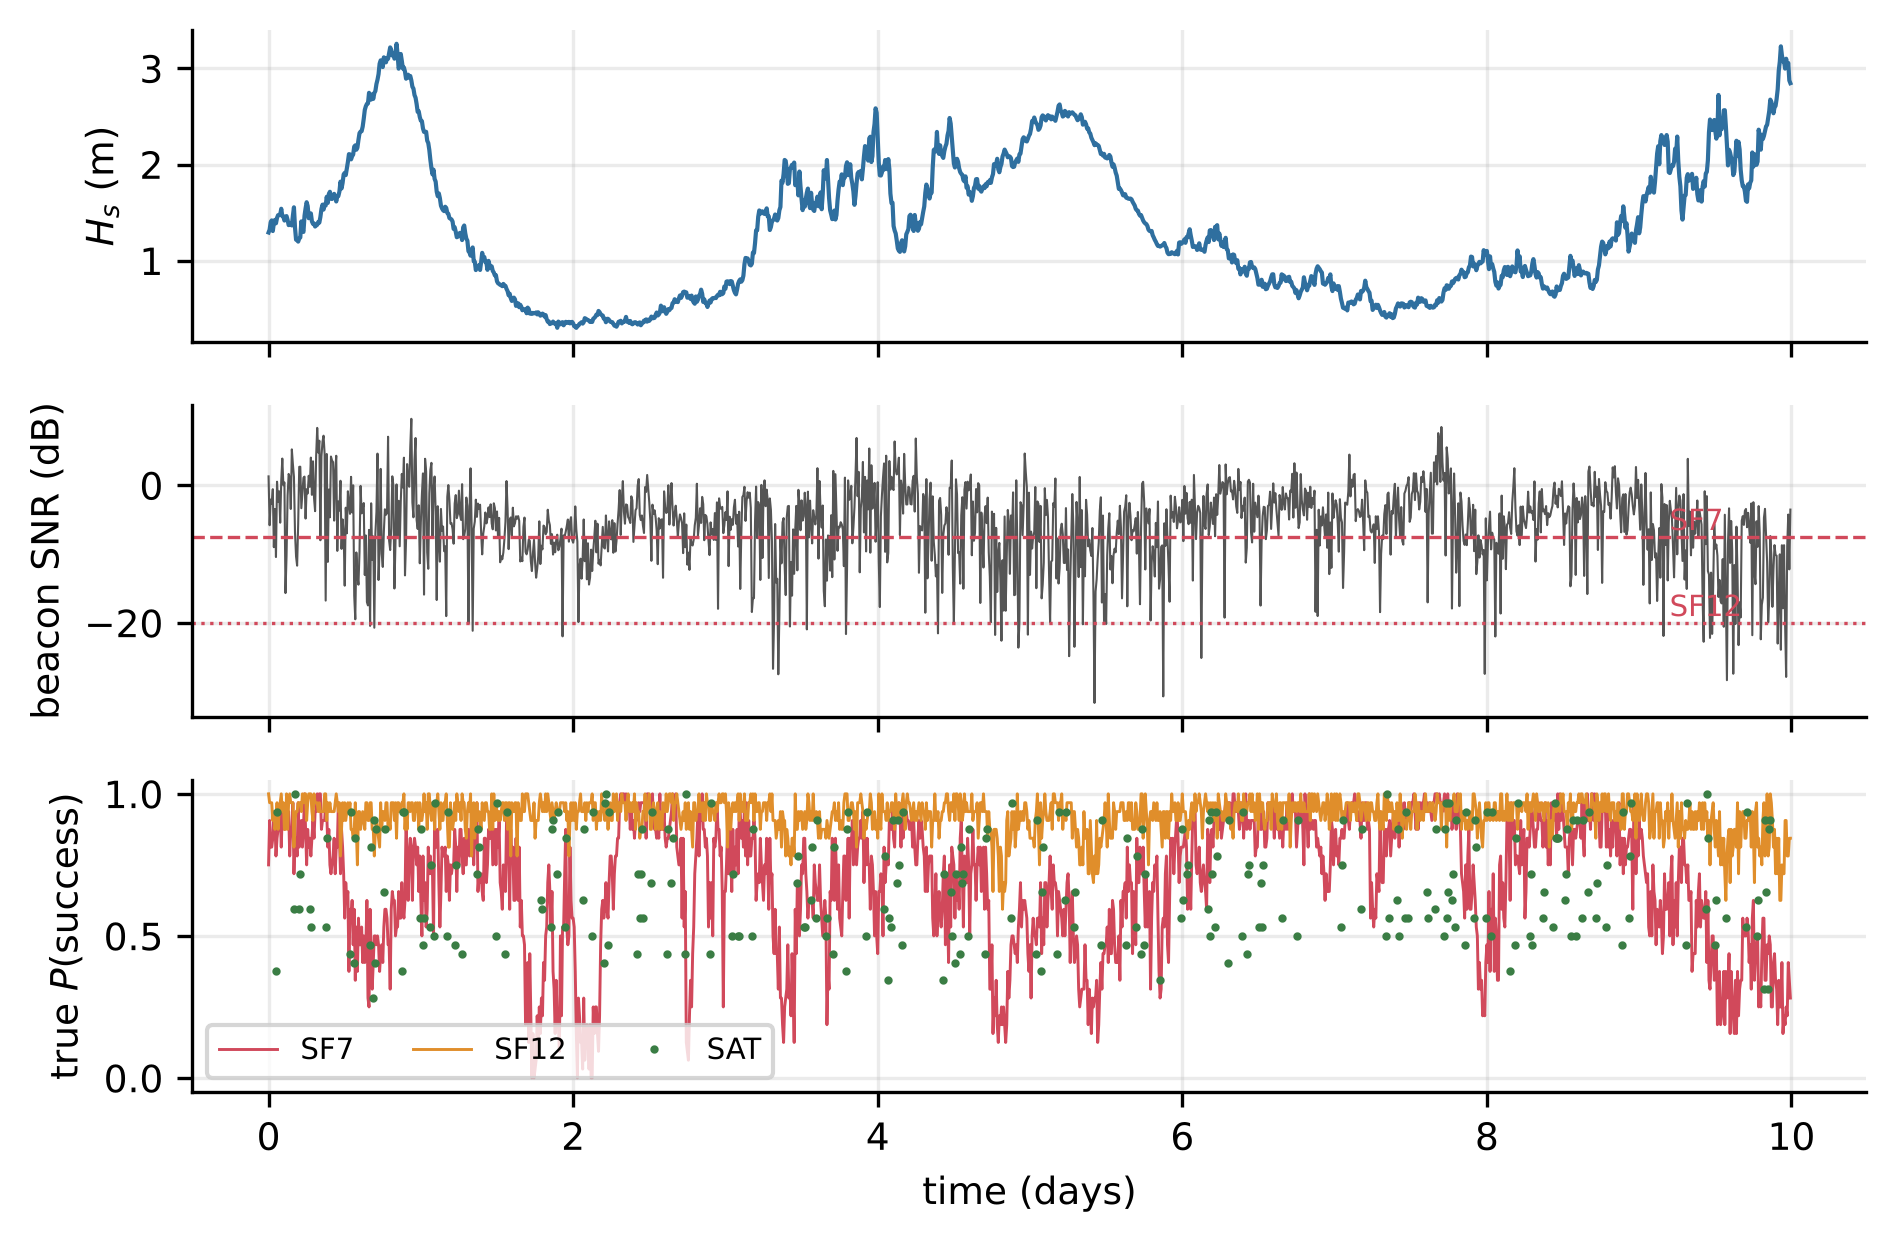 H_s (m)
3
2
1
beacon SNR (dB)
0
−20
SF7
SF12
true P(success)
1.0
0.5
0.0
SF7 SF12 SAT
0 2 4 6 8 10
time (days)